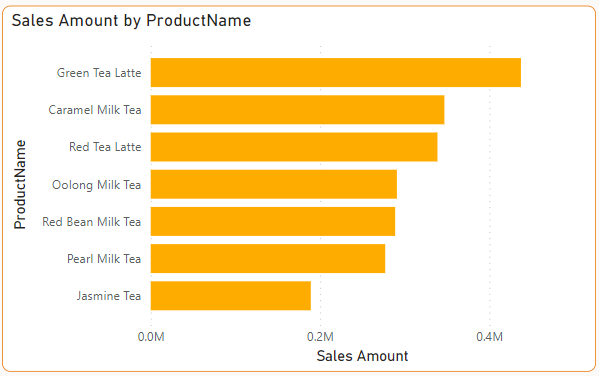 Sales Amount by ProductName
ProductName
Green Tea Latte
Caramel Milk Tea
Red Tea Latte
Oolong Milk Tea
Red Bean Milk Tea
Pearl Milk Tea
Jasmine Tea
0.0M 0.2M 0.4M
Sales Amount